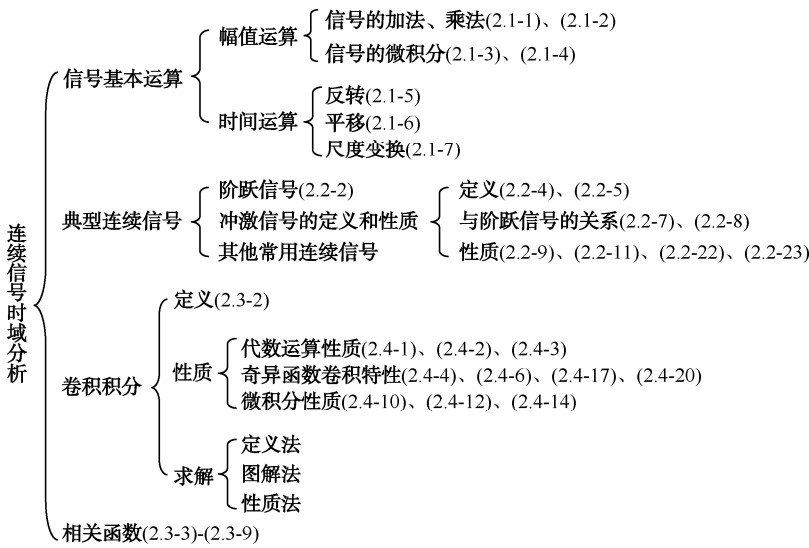 连续信号时域分析
信号基本运算
幅值运算
信号的加法、乘法(2.1-1)、(2.1-2)
信号的微积分(2.1-3)、(2.1-4)
时间运算
反转(2.1-5)
平移(2.1-6)
尺度变换(2.1-7)
典型连续信号
阶跃信号(2.2-2)
冲激信号的定义和性质
定义(2.2-4)、(2.2-5)
与阶跃信号的关系(2.2-7)、(2.2-8)
性质(2.2-9)、(2.2-11)、(2.2-22)、(2.2-23)
其他常用连续信号
卷积积分
定义(2.3-2)
性质
代数运算性质(2.4-1)、(2.4-2)、(2.4-3)
奇异函数卷积特性(2.4-4)、(2.4-6)、(2.4-17)、(2.4-20)
微积分性质(2.4-10)、(2.4-12)、(2.4-14)
求解
定义法
图解法
性质法
相关函数(2.3-3)-(2.3-9)